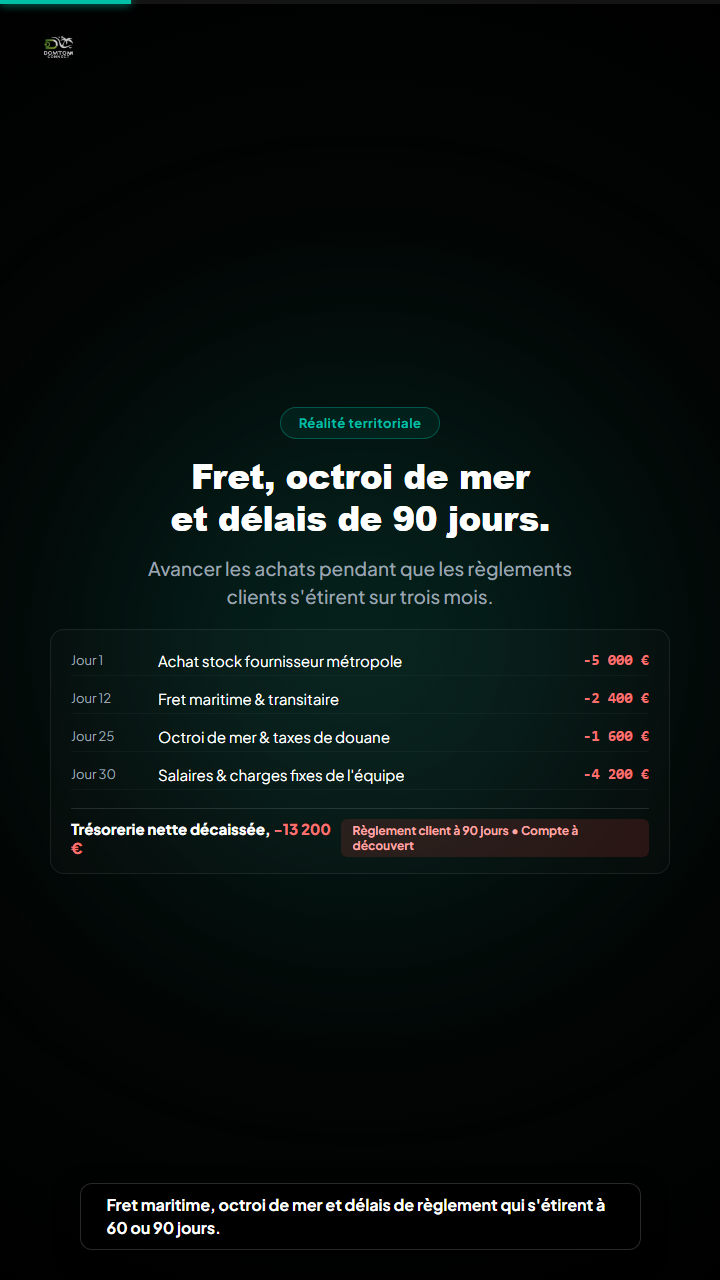 DOMTOM
CONNECT
Réalité territoriale
Fret, octroi de mer
et délais de 90 jours.
Avancer les achats pendant que les règlements
clients s'étirent sur trois mois.
Jour 1 Achat stock fournisseur métropole -5 000 €
Jour 12 Fret maritime & transitaire -2 400 €
Jour 25 Octroi de mer & taxes de douane -1 600 €
Jour 30 Salaires & charges fixes de l'équipe -4 200 €
Trésorerie nette décaissée, -13 200
€
Règlement client à 90 jours • Compte à
découvert
Fret maritime, octroi de mer et délais de règlement qui s'étirent à
60 ou 90 jours.